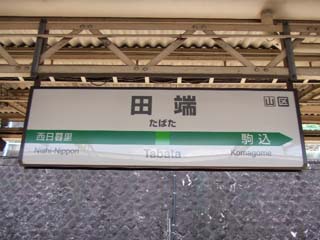 田端
山区
たばた
西日暮里
駒込
Nishi-Nippori
Tabata
Komagome